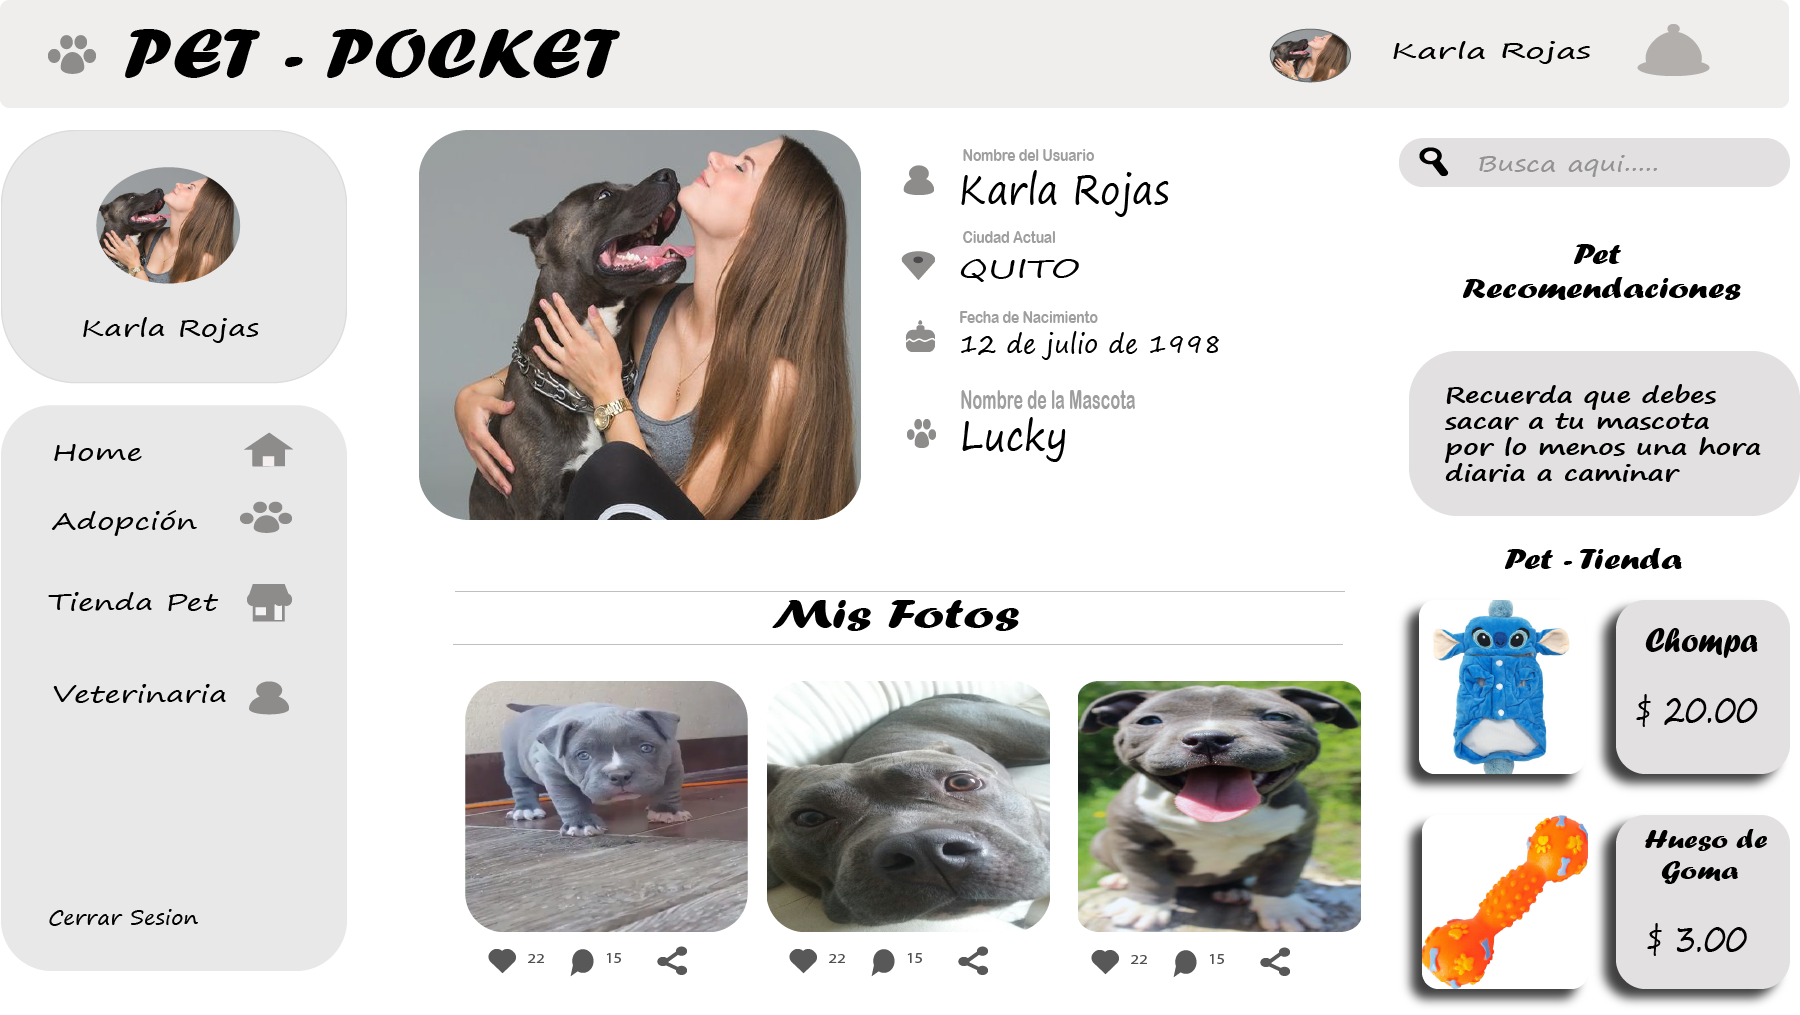 PET - POCKET
Karla Rojas
Karla Rojas
Home
Adopción
Tienda Pet
Veterinaria
Cerrar Sesion
Nombre del Usuario
Karla Rojas
Ciudad Actual
QUITO
Fecha de Nacimiento
12 de julio de 1998
Nombre de la Mascota
Lucky
Mis Fotos
22 15
22 15
22 15
Busca aqui.....
Pet
Recomendaciones
Recuerda que debes
sacar a tu mascota
por lo menos una hora
diaria a caminar
Pet - Tienda
Chompa
$ 20.00
Hueso de
Goma
$ 3.00